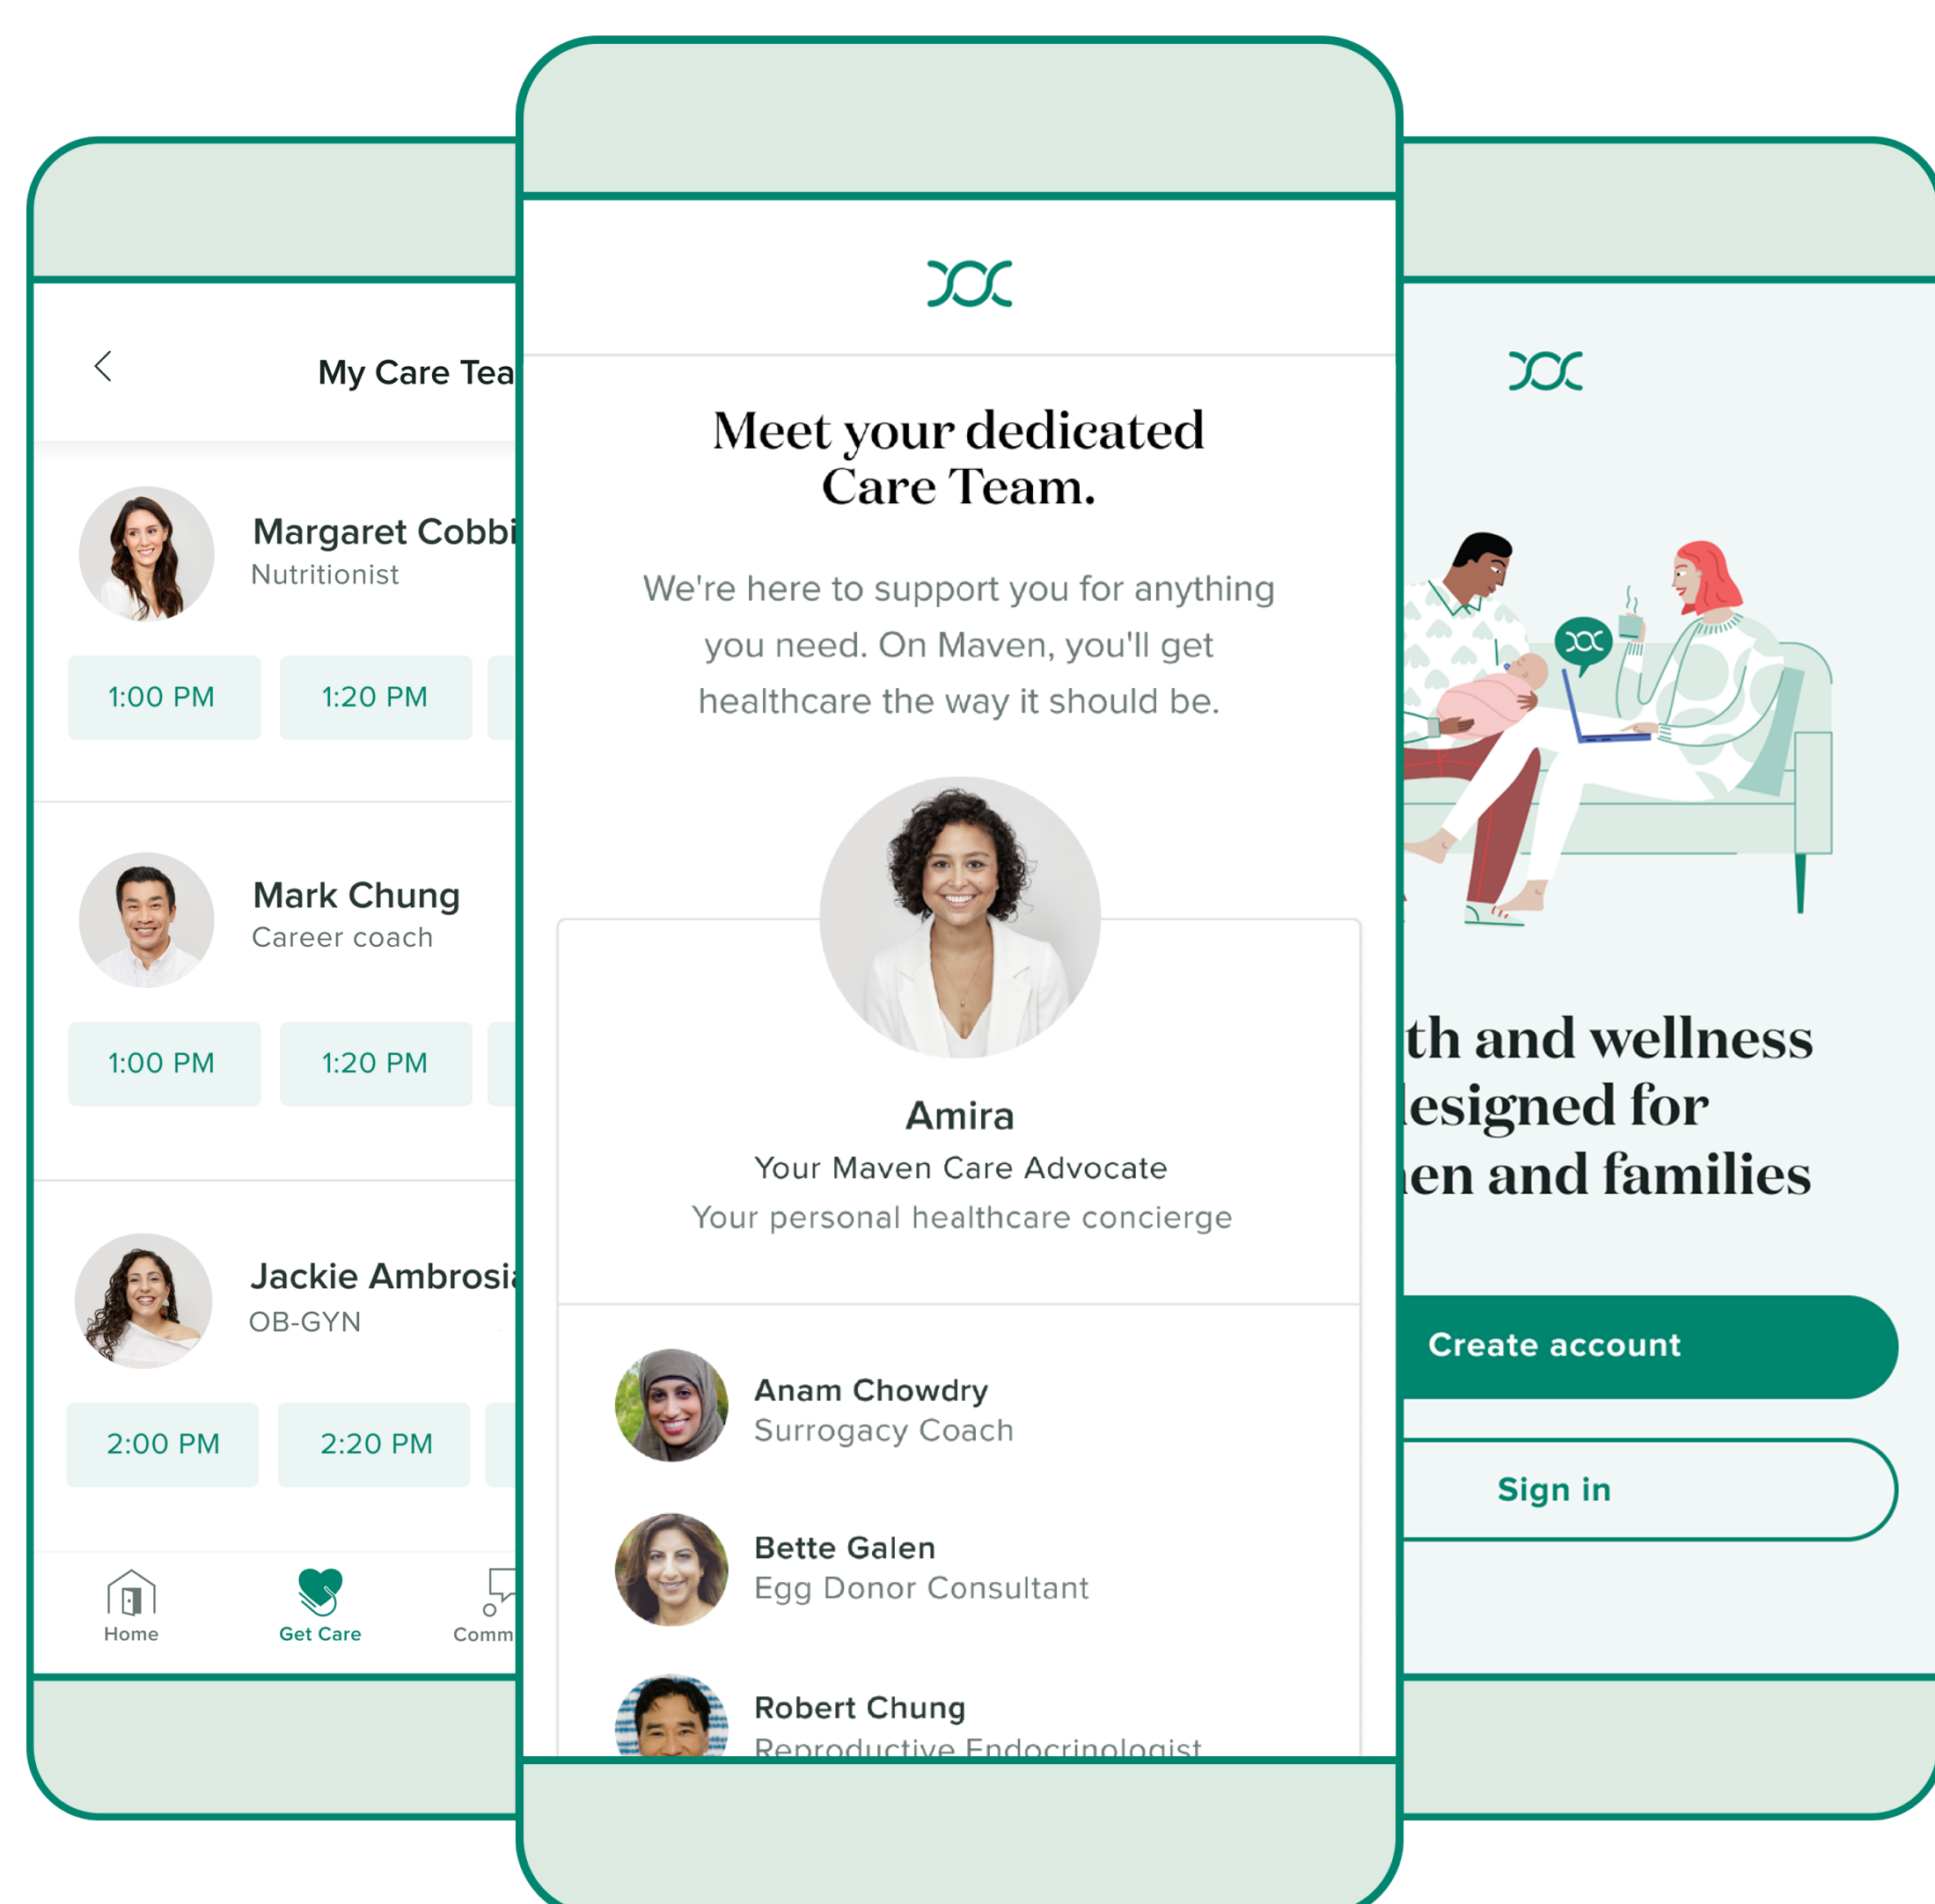 My Care Tea
Margaret Cobbi
Nutritionist
1:00 PM
1:20 PM
Mark Chung
Career coach
1:00 PM
1:20 PM
Jackie Ambrosia
OB-GYN
2:00 PM
2:20 PM
Home
Get Care
Comm
Meet your dedicated
Care Team.
We're here to support you for anything
you need. On Maven, you'll get
healthcare the way it should be.
Amira
Your Maven Care Advocate
Your personal healthcare concierge
Anam Chowdry
Surrogacy Coach
Bette Galen
Egg Donor Consultant
Robert Chung
Reproductive Endocrinologist
th and wellness
esigned for
en and families
Create account
Sign in